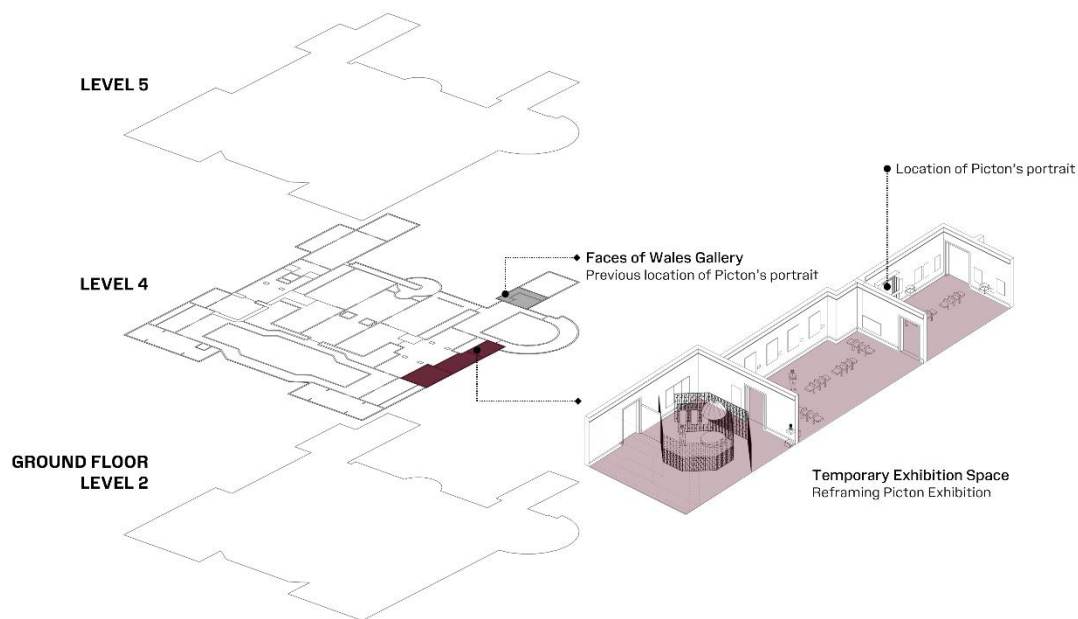 LEVEL 5
LEVEL 4
GROUND FLOOR
LEVEL 2
Faces of Wales Gallery
Previous location of Picton's portrait
Location of Picton's portrait
Temporary Exhibition Space
Reframing Picton Exhibition